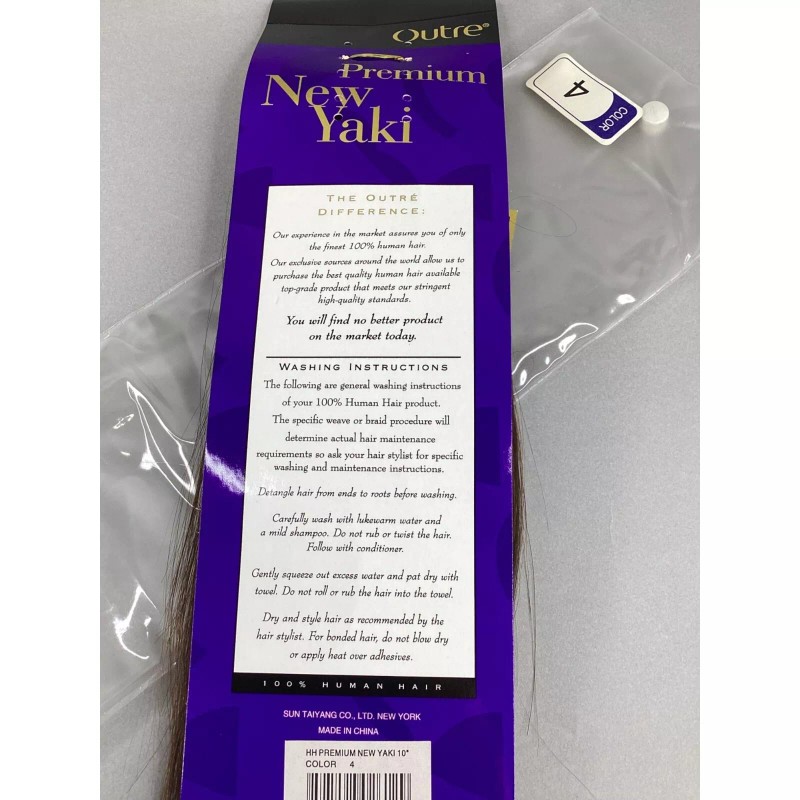 Outre®
Premium
New
Yaki
4
COLOR
THE OUTRÉ
DIFFERENCE:
Our experience in the market assures you of only
the finest 100% human hair.
Our exclusive sources around the world allow us to
purchase the best quality human hair available
top-grade product that meets our stringent
high-quality standards.
You will find no better product
on the market today.
WASHING INSTRUCTIONS
The following are general washing instructions
of your 100% Human Hair product.
The specific weave or braid procedure will
determine actual hair maintenance
requirements so ask your hair stylist for specific
washing and maintenance instructions.
Detangle hair from ends to roots before washing.
Carefully wash with lukewarm water and
a mild shampoo. Do not rub or twist the hair.
Follow with conditioner.
Gently squeeze out excess water and pat dry with
towel. Do not roll or rub the hair into the towel.
Dry and style hair as recommended by the
hair stylist. For bonded hair, do not blow dry
or apply heat over adhesives.
100% HUMAN HAIR
SUN TAIYANG CO., LTD. NEW YORK
MADE IN CHINA
HH PREMIUM NEW YAKI 10"
COLOR 4